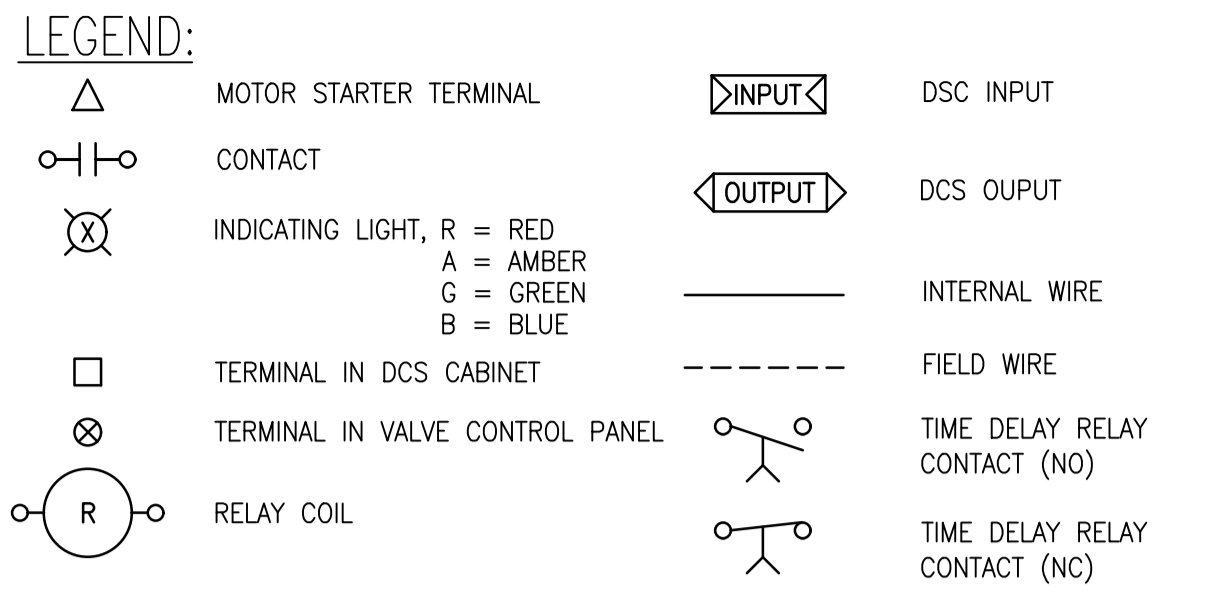 LEGEND:
MOTOR STARTER TERMINAL
CONTACT
X
INDICATING LIGHT, R = RED
A = AMBER
G = GREEN
B = BLUE
TERMINAL IN DCS CABINET
TERMINAL IN VALVE CONTROL PANEL
R
RELAY COIL
INPUT
DSC INPUT
OUTPUT
DCS OUPUT
INTERNAL WIRE
FIELD WIRE
TIME DELAY RELAY
CONTACT (NO)
TIME DELAY RELAY
CONTACT (NC)